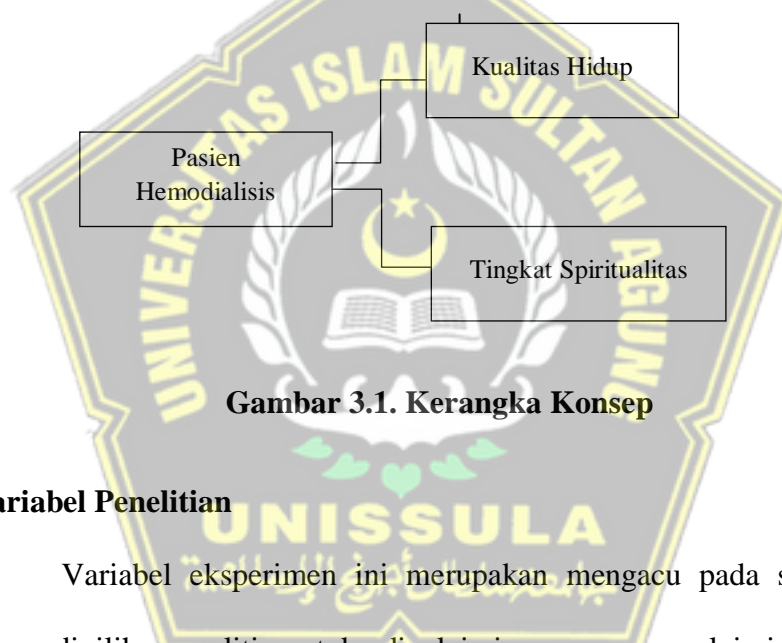 Kualitas Hidup
Pasien
Hemodialisis
Tingkat Spiritualitas
UNIVERSITAS ISLAM SULTAN AGUNG
Gambar 3.1. Kerangka Konsep
ariabel Penelitian
UNISSULA
Variabel eksperimen ini merupakan mengacu pada s